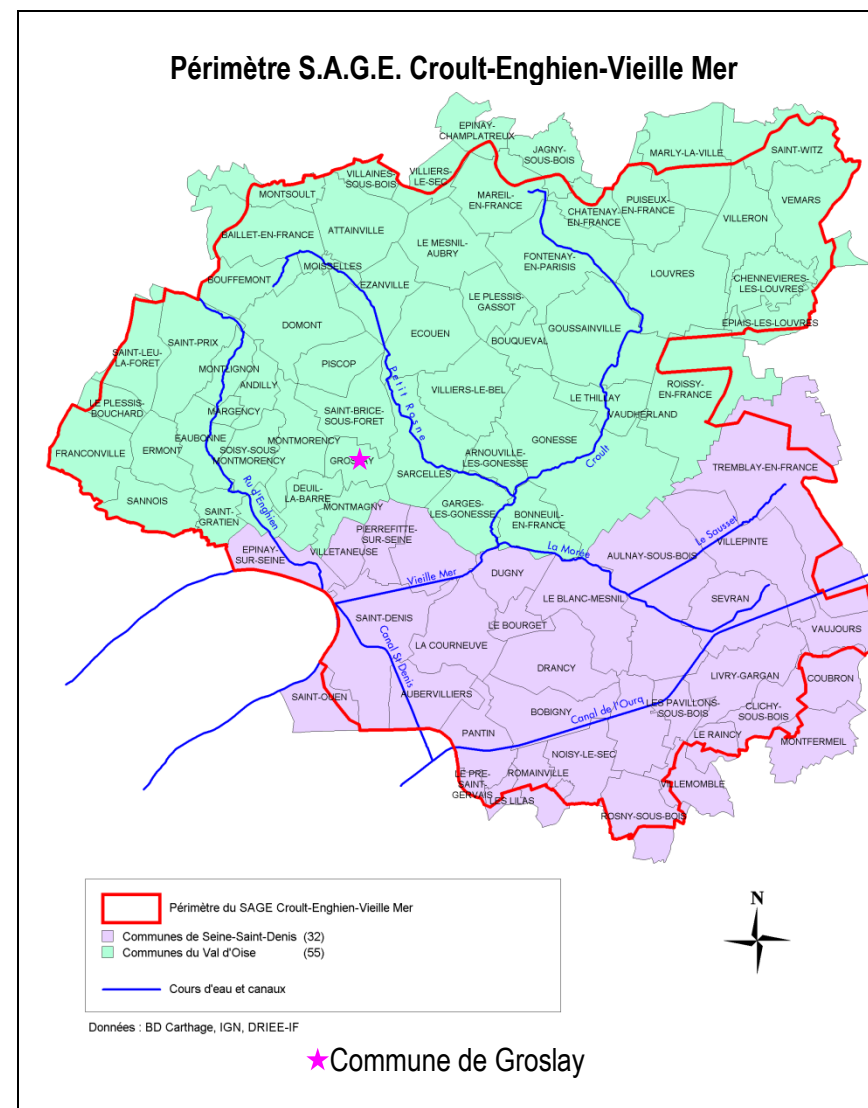 Périmètre S.A.G.E. Croult-Enghien-Vieille Mer
EPINAY-
CHAMPLATREUX
JAGNY-
SOUS-BOIS
MARLY-LA-VILLE
SAINT-WITZ
VILLAINES-
SOUS-BOIS
VILLIERS-
LE-SEC
MONTSOULT
MAREIL-
EN-FRANCE
CHATENAY-
EN-FRANCE
PUISEUX-
EN-FRANCE
VILLERON
VEMARS
BAILLET-EN-FRANCE
ATTAINVILLE
LE MESNIL-
AUBRY
FONTENAY-
EN-PARISIS
BOUFFEMONT
MOISSELLES
EZANVILLE
LOUVRES
CHENNEVIERES-
LES-LOUVRES
LE PLESSIS-
GASSOT
EPIAIS-LES-LOUVRES
DOMONT
ECOUEN
BOUQUEVAL
GOUSSAINVILLE
SAINT-PRIX
SAINT-LEU-
LA-FORET
MONTLIGNON
PISCOP
ANDILLY
Petit Rosne
VILLIERS-LE-BEL
LE THILLAY
ROISSY-
EN-FRANCE
VAUDHERLAND
LE PLESSIS-
BOUCHARD
MARGENCY
SAINT-BRICE-
SOUS-FORET
FRANCONVILLE
ERMONT
EAUBONNE
SOISY-SOUS-
MONTMORENCY
MONTMORENCY
GROSLAY
SARCELLES
ARNOUVILLE-
LES-GONESSE
GONESSE
Croult
TREMBLAY-EN-FRANCE
SANNOIS
SAINT-
GRATIEN
Ru d'Enghien
DEUIL-
LA-BARRE
MONTMAGNY
GARGES-
LES-GONESSE
BONNEUIL-
EN-FRANCE
PIERREFITTE-
SUR-SEINE
EPINAY-
SUR-SEINE
VILLETANEUSE
Le Sausset
VILLEPINTE
AULNAY-SOUS-BOIS
La Morée
Vieille Mer
DUGNY
LE BLANC-MESNIL
SEVRAN
SAINT-DENIS
LE BOURGET
VAUJOURS
LA COURNEUVE
Canal St-Denis
DRANCY
LIVRY-GARGAN
COUBRON
SAINT-OUEN
AUBERVILLIERS
BOBIGNY
Canal de l'Ourq
LES PAVILLONS-
SOUS-BOIS
CLICHY-
SOUS-BOIS
PANTIN
LE RAINCY
MONTFERMEIL
NOISY-LE-SEC
LE PRE-
SAINT-
GERVAIS
ROMAINVILLE
LES LILAS
VILLEMOMBLE
ROSNY-SOUS-BOIS
N
Périmètre du SAGE Croult-Enghien-Vieille Mer
Communes de Seine-Saint-Denis (32)
Communes du Val d'Oise (55)
Cours d'eau et canaux
Données : BD Carthage, IGN, DRIEE-IF
Commune de Groslay